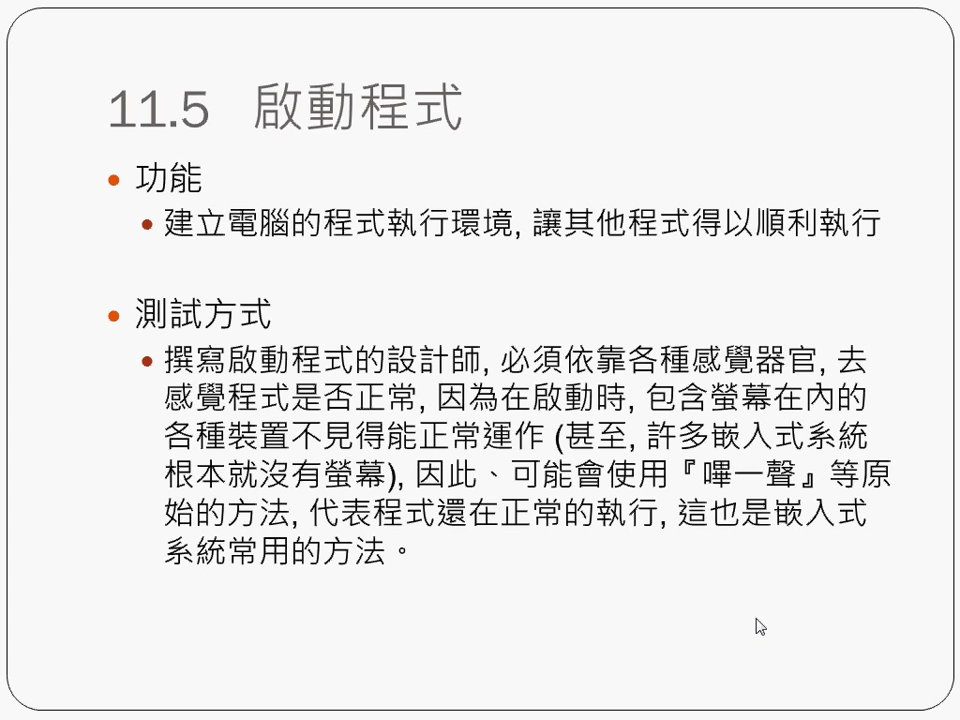 11.5 啟動程式
• 功能
• 建立電腦的程式執行環境, 讓其他程式得以順利執行
• 測試方式
• 撰寫啟動程式的設計師, 必須依靠各種感覺器官, 去
感覺程式是否正常, 因為在啟動時, 包含螢幕在內的
各種裝置不見得能正常運作 (甚至, 許多嵌入式系統
根本就沒有螢幕), 因此、可能會使用『嗶一聲』等原
始的方法, 代表程式還在正常的執行, 這也是嵌入式
系統常用的方法。